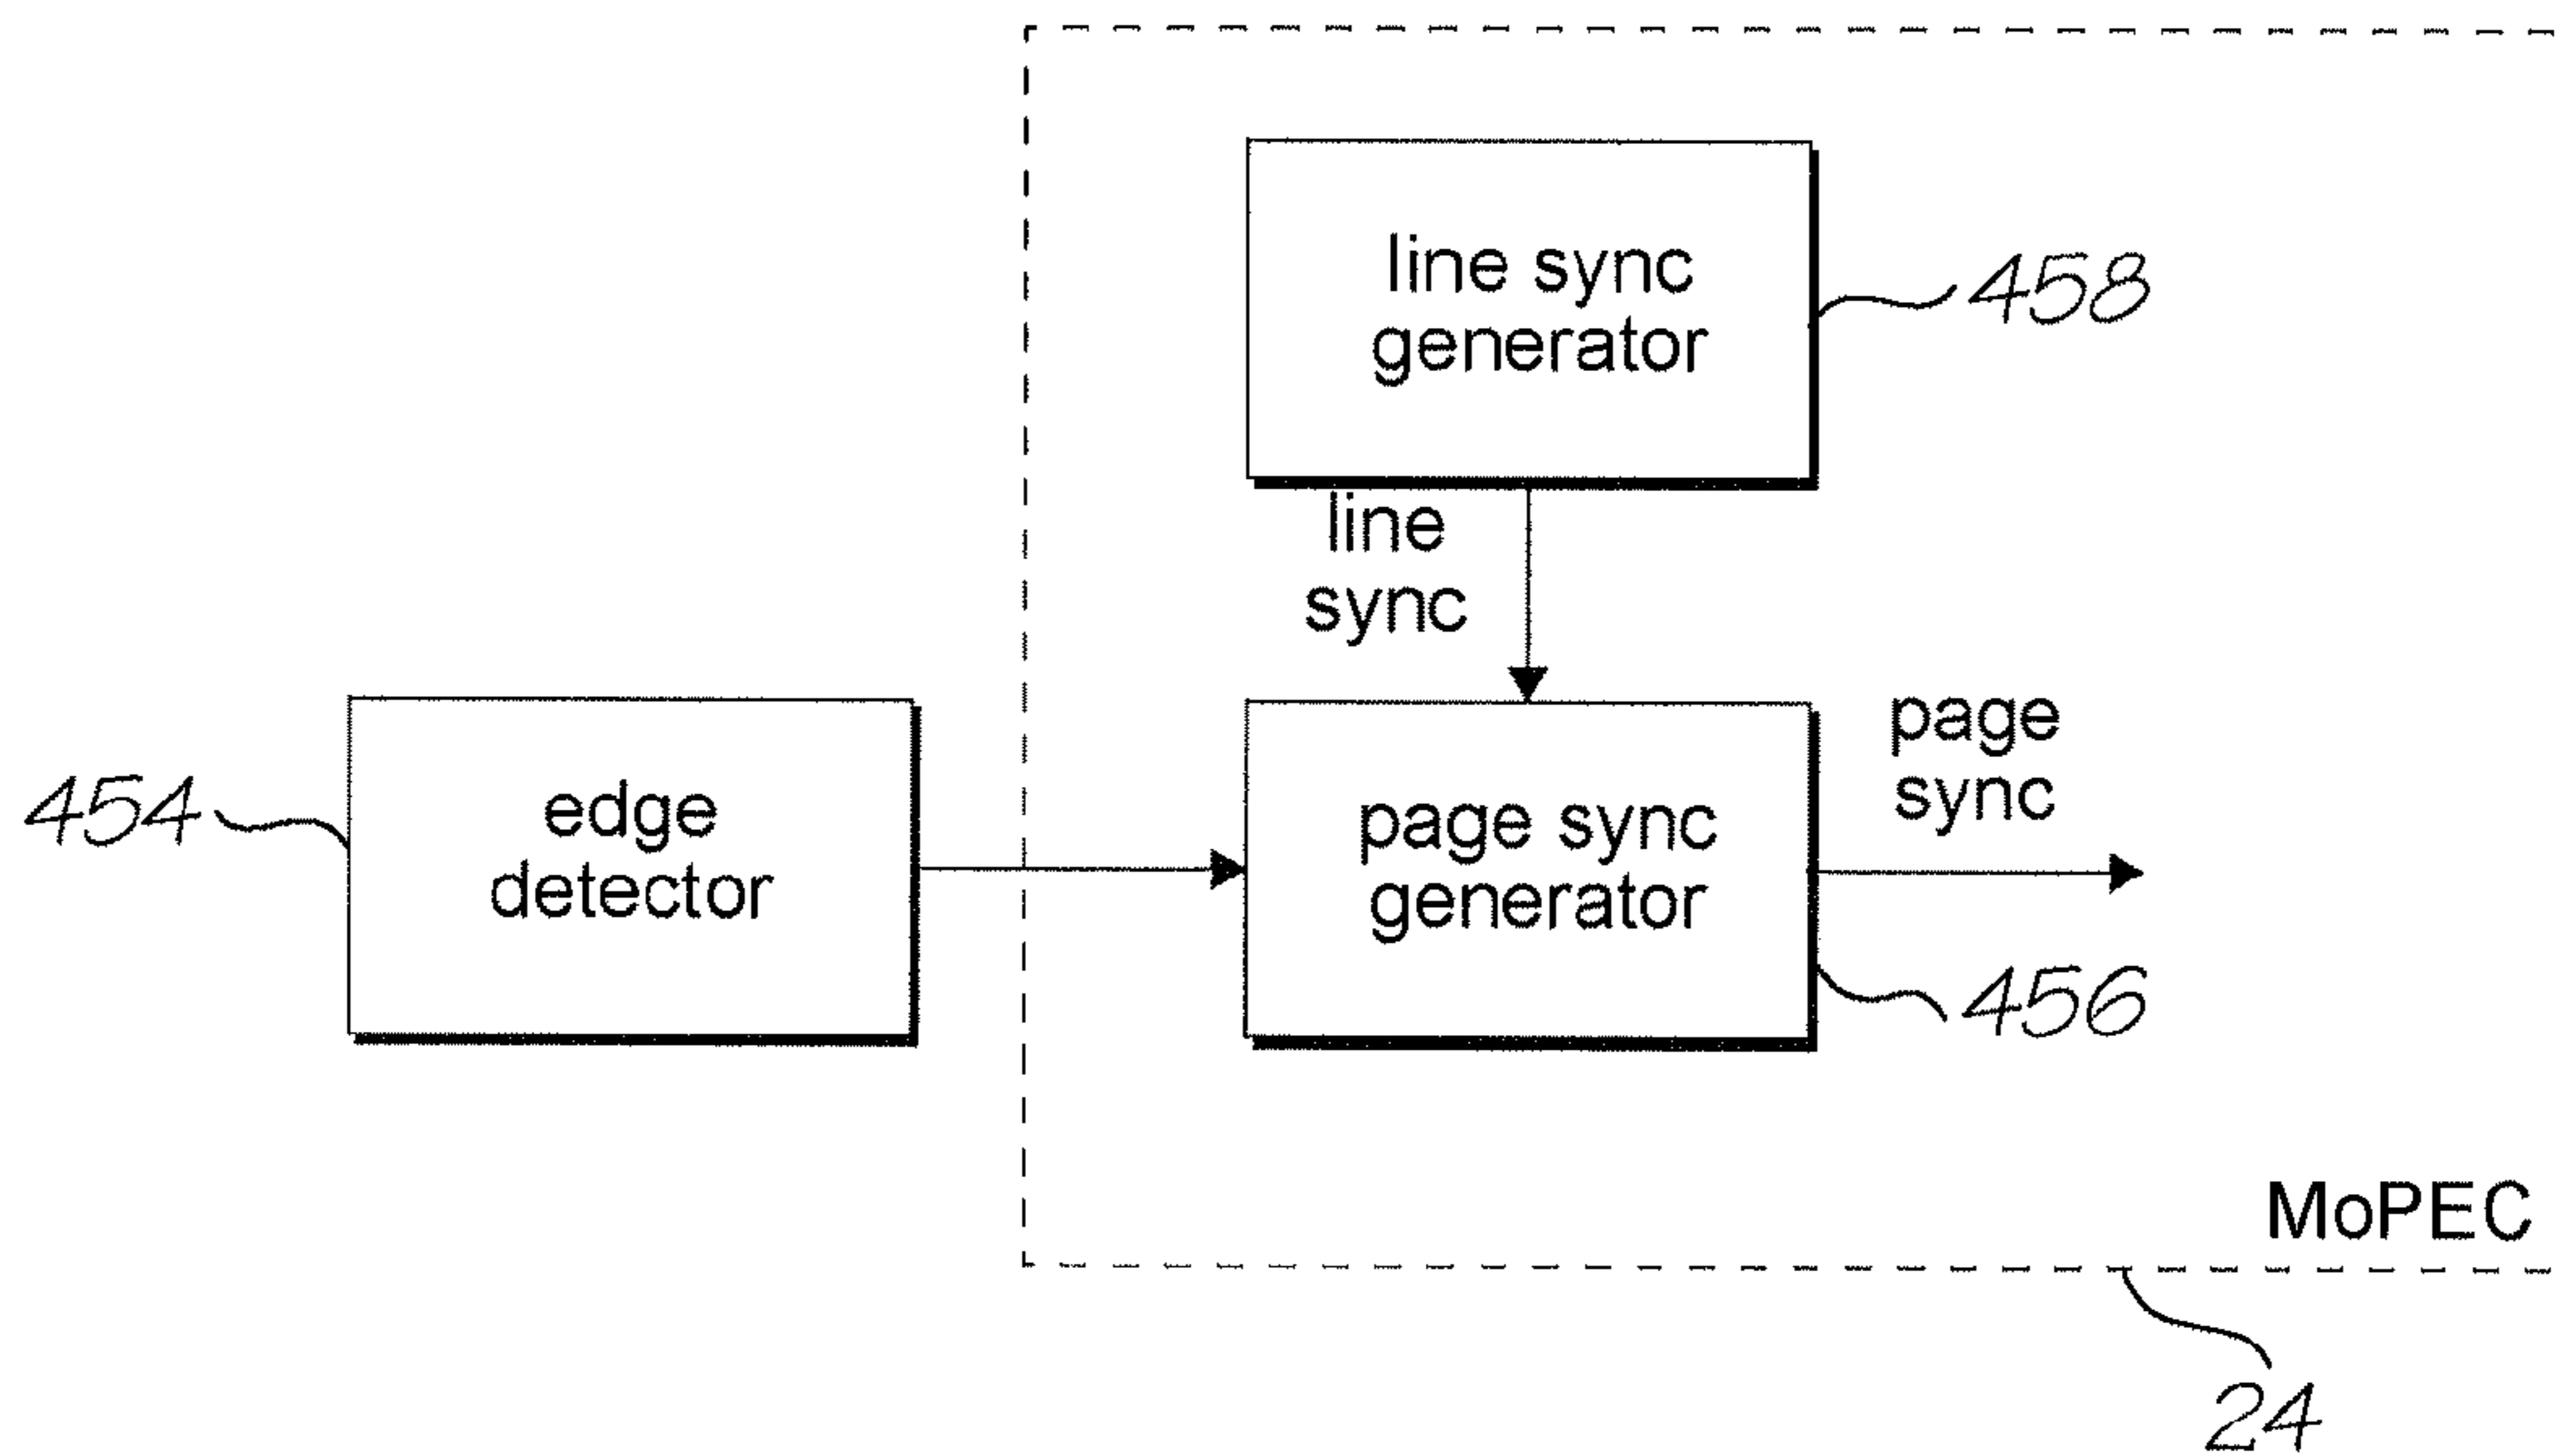 line sync
generator
458
line
sync
454
edge
detector
page sync
generator
page
sync
456
MoPEC
24